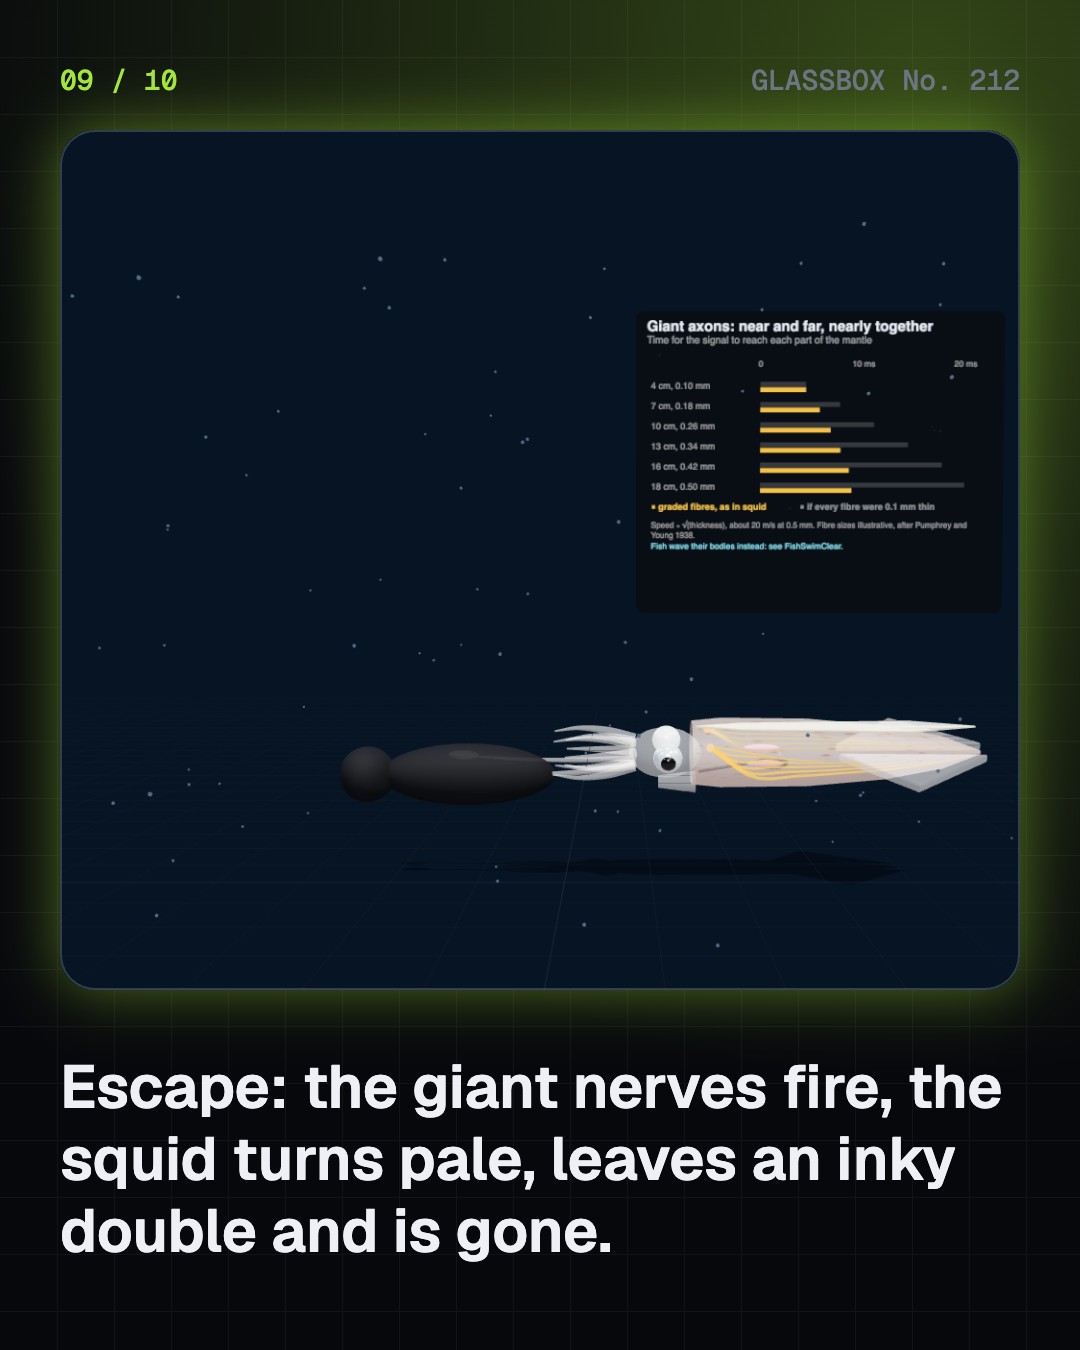 09 / 10
GLASSBOX No. 212
Giant axons: near and far, nearly together
Time for the signal to reach each part of the mantle
0 10 ms 20 ms
4 cm, 0.10 mm
7 cm, 0.18 mm
10 cm, 0.26 mm
13 cm, 0.34 mm
16 cm, 0.42 mm
18 cm, 0.50 mm
▪ graded fibres, as in squid ▪ if every fibre were 0.1 mm thin
Speed ∝ √(thickness), about 20 m/s at 0.5 mm. Fibre sizes illustrative, after Pumphrey and
Young 1938.
Fish wave their bodies instead: see FishSwimClear.
Escape: the giant nerves fire, the
squid turns pale, leaves an inky
double and is gone.